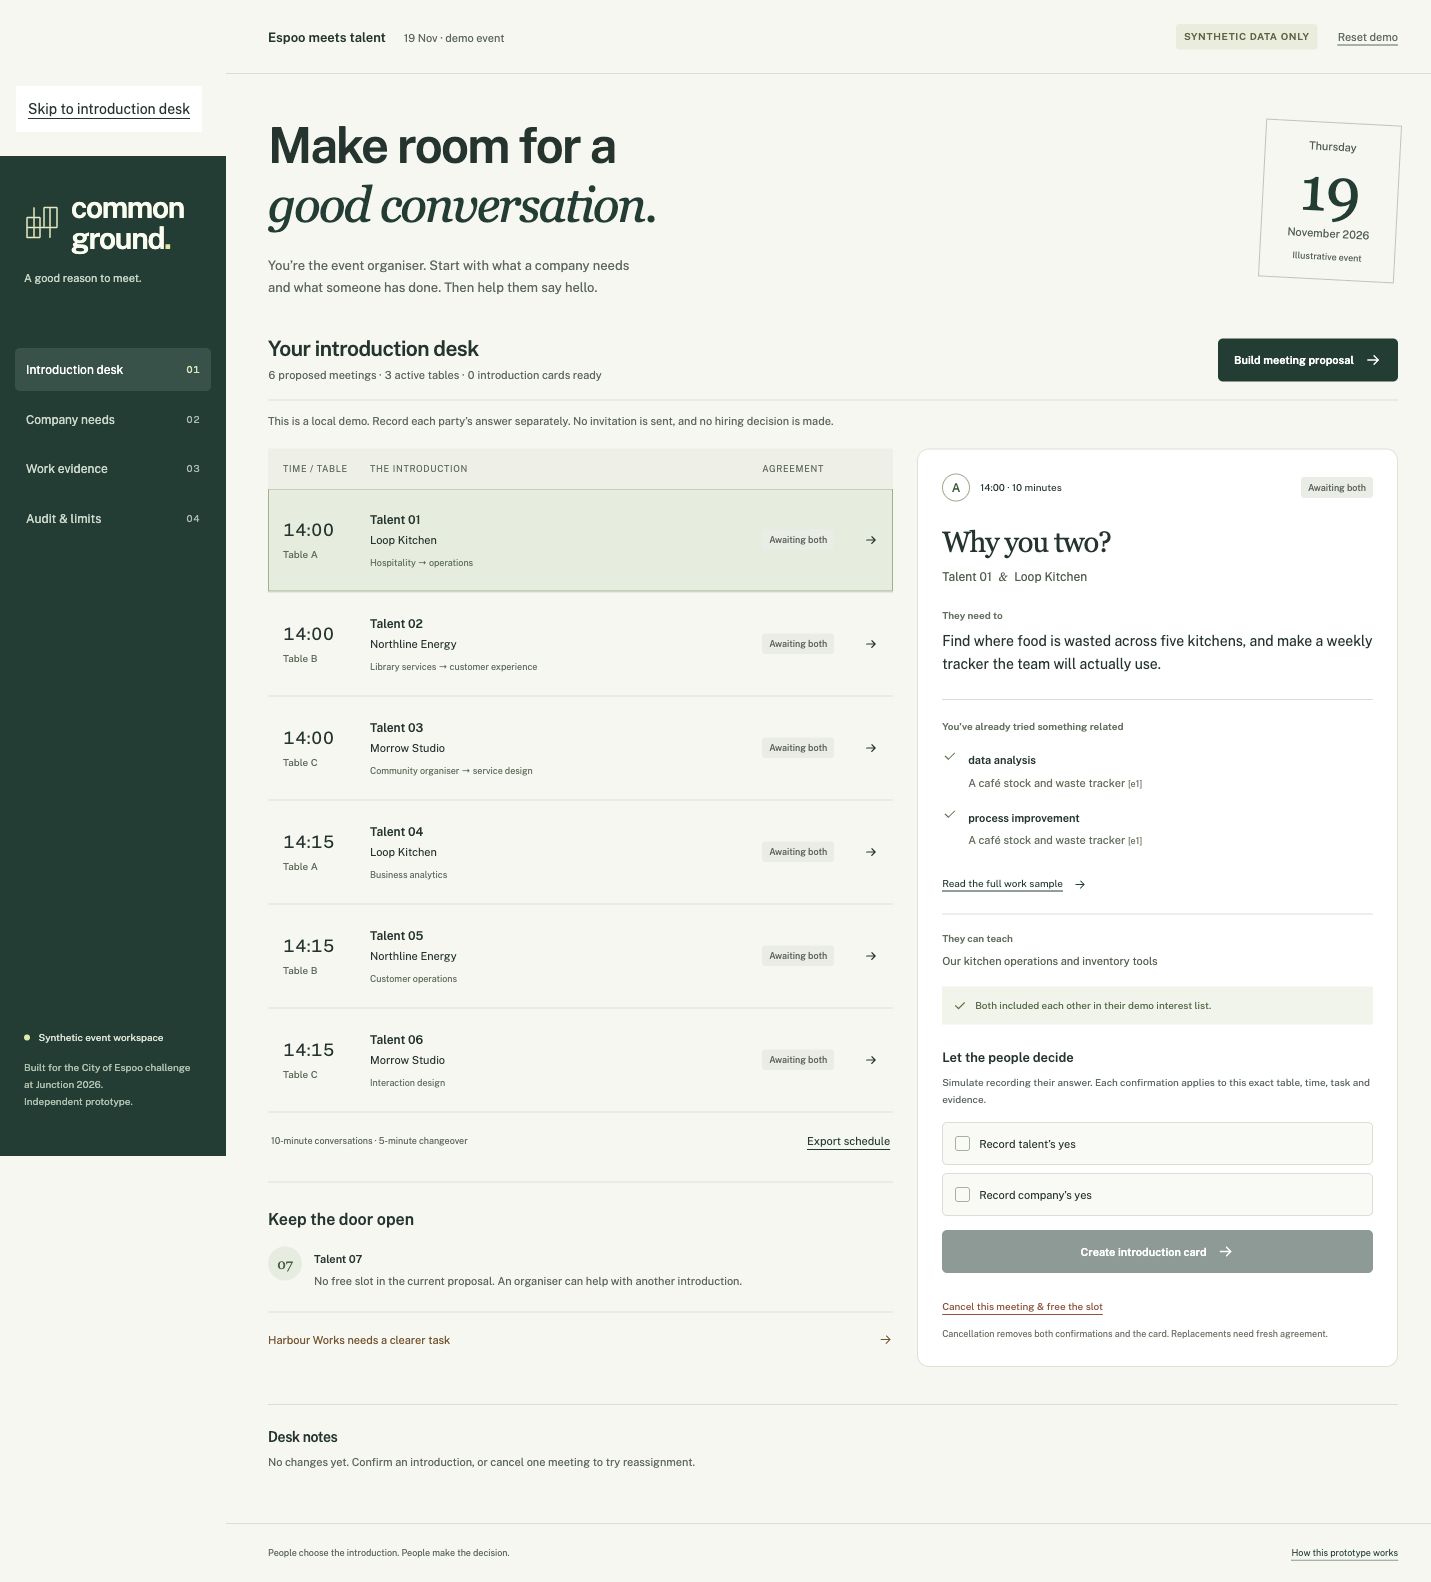 Espoo meets talent
19 Nov · demo event
SYNTHETIC DATA ONLY
Reset demo
Skip to introduction desk
common
ground.
A good reason to meet.
Introduction desk 01
Company needs 02
Work evidence 03
Audit & limits 04
Synthetic event workspace
Built for the City of Espoo challenge
at Junction 2026.
Independent prototype.
Make room for a
good conversation.
You're the event organiser. Start with what a company needs
and what someone has done. Then help them say hello.
Thursday
19
November 2026
Illustrative event
Your introduction desk
6 proposed meetings · 3 active tables · 0 introduction cards ready
Build meeting proposal →
This is a local demo. Record each party's answer separately. No invitation is sent, and no hiring decision is made.
TIME / TABLE THE INTRODUCTION AGREEMENT
14:00
Table A
Talent 01
Loop Kitchen
Hospitality → operations
Awaiting both →
14:00
Table B
Talent 02
Northline Energy
Library services → customer experience
Awaiting both →
14:00
Table C
Talent 03
Morrow Studio
Community organiser → service design
Awaiting both →
14:15
Table A
Talent 04
Loop Kitchen
Business analytics
Awaiting both →
14:15
Table B
Talent 05
Northline Energy
Customer operations
Awaiting both →
14:15
Table C
Talent 06
Morrow Studio
Interaction design
Awaiting both →
10-minute conversations · 5-minute changeover
Export schedule
Keep the door open
07
Talent 07
No free slot in the current proposal. An organiser can help with another introduction.
Harbour Works needs a clearer task →
A 14:00 · 10 minutes
Awaiting both
Why you two?
Talent 01 & Loop Kitchen
They need to
Find where food is wasted across five kitchens, and make a weekly
tracker the team will actually use.
You've already tried something related
data analysis
A café stock and waste tracker [e1]
process improvement
A café stock and waste tracker [e1]
Read the full work sample →
They can teach
Our kitchen operations and inventory tools
Both included each other in their demo interest list.
Let the people decide
Simulate recording their answer. Each confirmation applies to this exact table, time, task and
evidence.
Record talent's yes
Record company's yes
Create introduction card →
Cancel this meeting & free the slot
Cancellation removes both confirmations and the card. Replacements need fresh agreement.
Desk notes
No changes yet. Confirm an introduction, or cancel one meeting to try reassignment.
People choose the introduction. People make the decision.
How this prototype works